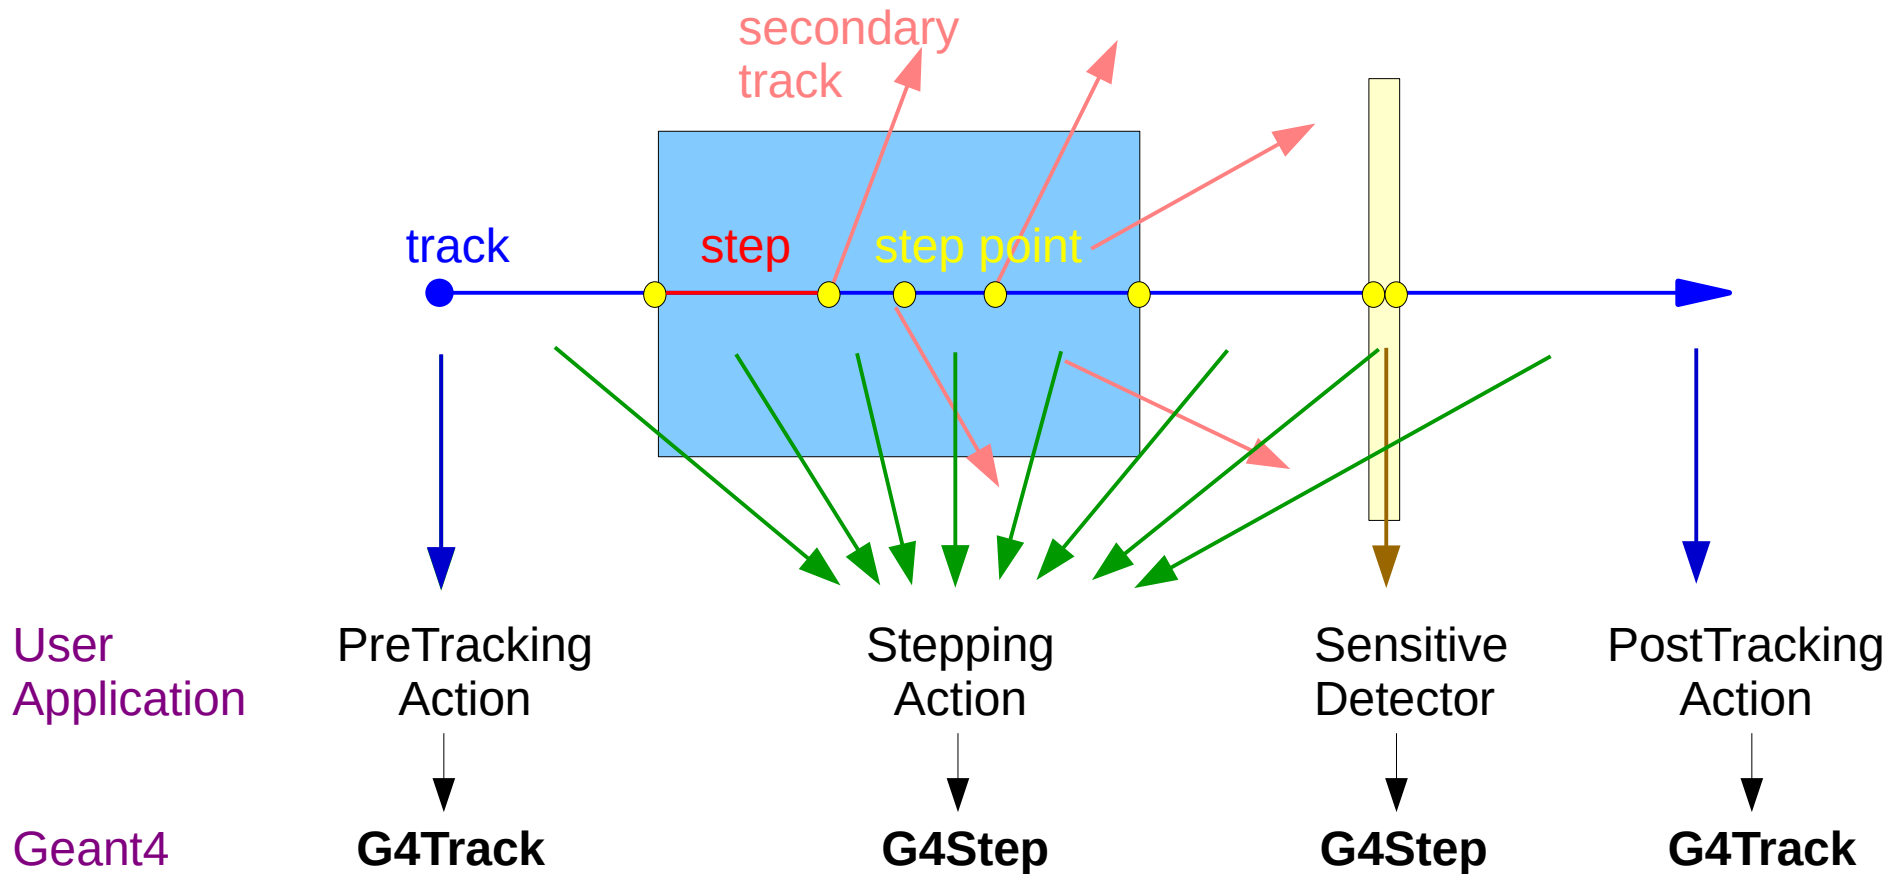 secondary
track
track
step
step point
User
Application
PreTracking
Action
Stepping
Action
Sensitive
Detector
PostTracking
Action
Geant4
G4Track
G4Step
G4Step
G4Track